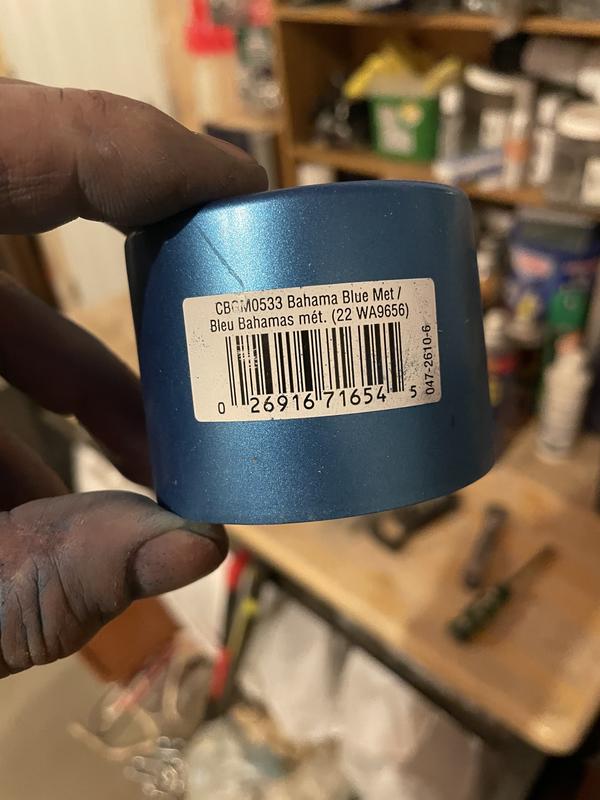 CBGM0533 Bahama Blue Met /
Bleu Bahamas mét. (22 WA9656)
0 26916 71654 5
047-2610-6